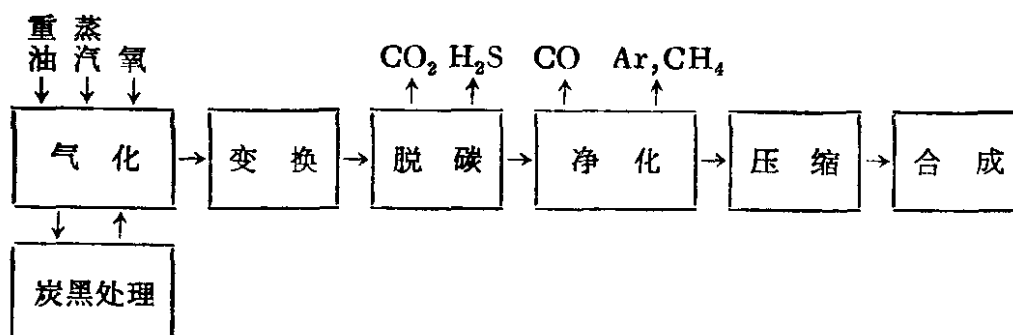 重油 蒸汽 氧
CO₂ H₂S CO Ar,CH₄
气化 变换 脱碳 净化 压缩 合成
炭黑处理